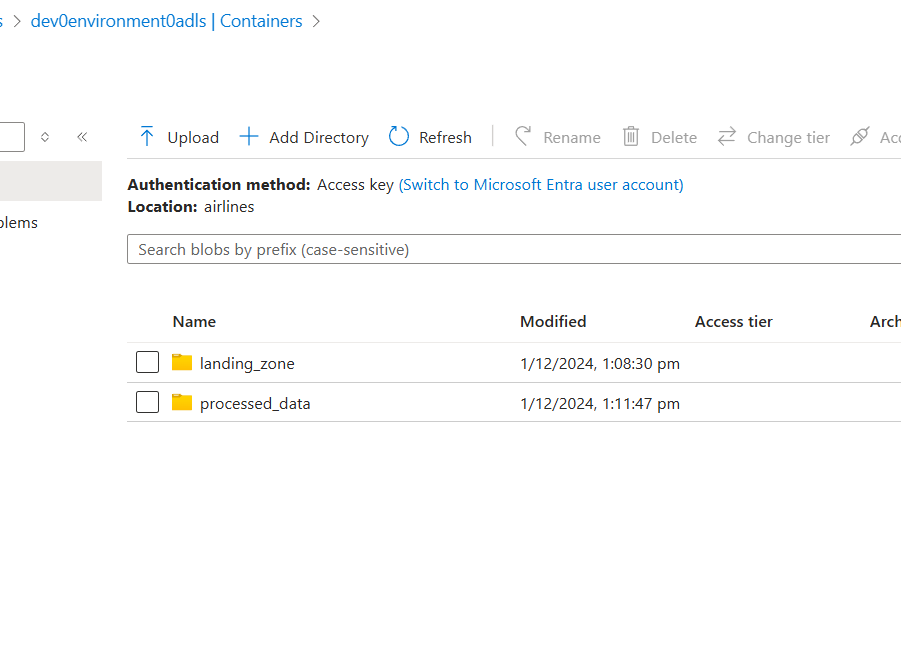 s > dev0environment0adls | Containers >
Upload Add Directory Refresh Rename Delete Change tier Acc
Authentication method: Access key (Switch to Microsoft Entra user account)
Location: airlines
blems
Search blobs by prefix (case-sensitive)
Name Modified Access tier Arch
landing_zone 1/12/2024, 1:08:30 pm
processed_data 1/12/2024, 1:11:47 pm